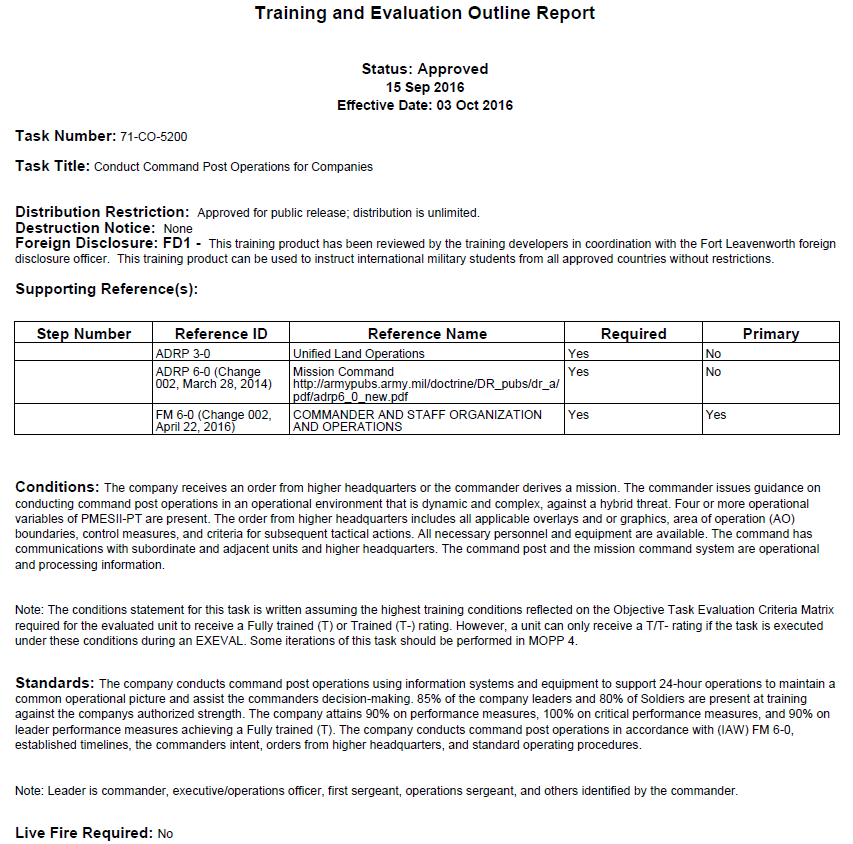 Training and Evaluation Outline Report
Status: Approved
15 Sep 2016
Effective Date: 03 Oct 2016
Task Number: 71-CO-5200
Task Title: Conduct Command Post Operations for Companies
Distribution Restriction: Approved for public release; distribution is unlimited.
Destruction Notice: None
Foreign Disclosure: FD1 - This training product has been reviewed by the training developers in coordination with the Fort Leavenworth foreign
disclosure officer. This training product can be used to instruct international military students from all approved countries without restrictions.
Supporting Reference(s):
Step Number Reference ID Reference Name Required Primary
ADRP 3-0 Unified Land Operations Yes No
ADRP 6-0 (Change Mission Command Yes No
002, March 28, 2014) http://armypubs.army.mil/doctrine/DR_pubs/dr_a/
pdf/adrp6_0_new.pdf
FM 6-0 (Change 002, COMMANDER AND STAFF ORGANIZATION Yes Yes
April 22, 2016) AND OPERATIONS
Conditions: The company receives an order from higher headquarters or the commander derives a mission. The commander issues guidance on
conducting command post operations in an operational environment that is dynamic and complex, against a hybrid threat. Four or more operational
variables of PMESII-PT are present. The order from higher headquarters includes all applicable overlays and or graphics, area of operation (AO)
boundaries, control measures, and criteria for subsequent tactical actions. All necessary personnel and equipment are available. The command has
communications with subordinate and adjacent units and higher headquarters. The command post and the mission command system are operational
and processing information.
Note: The conditions statement for this task is written assuming the highest training conditions reflected on the Objective Task Evaluation Criteria Matrix
required for the evaluated unit to receive a Fully trained (T) or Trained (T-) rating. However, a unit can only receive a T/T- rating if the task is executed
under these conditions during an EXEVAL. Some iterations of this task should be performed in MOPP 4.
Standards: The company conducts command post operations using information systems and equipment to support 24-hour operations to maintain a
common operational picture and assist the commanders decision-making. 85% of the company leaders and 80% of Soldiers are present at training
against the companys authorized strength. The company attains 90% on performance measures, 100% on critical performance measures, and 90% on
leader performance measures achieving a Fully trained (T). The company conducts command post operations in accordance with (IAW) FM 6-0,
established timelines, the commanders intent, orders from higher headquarters, and standard operating procedures.
Note: Leader is commander, executive/operations officer, first sergeant, operations sergeant, and others identified by the commander.
Live Fire Required: No